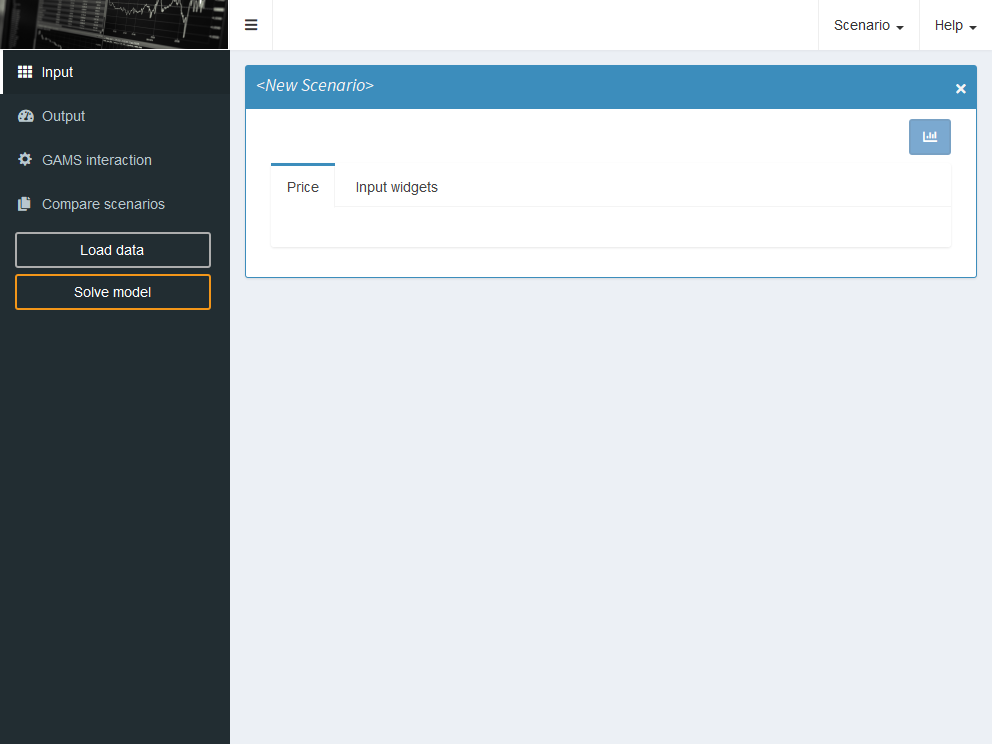 Scenario
Help
Input
Output
GAMS interaction
Compare scenarios
Load data
Solve model
<New Scenario>
Price
Input widgets